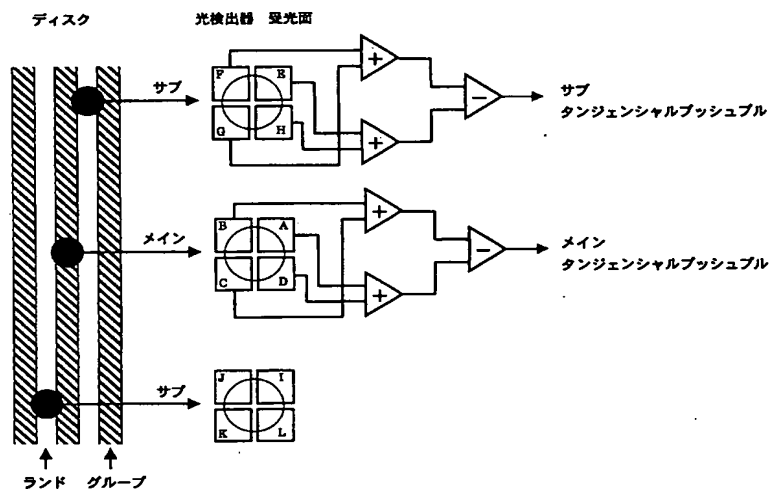 ディスク
光検出器 受光面
F E
G H
サブ
+
+
−
サブ
タンジェンシャルプッシュプル
B A
C D
メイン
+
+
−
メイン
タンジェンシャルプッシュプル
J I
K L
サブ
ランド グルーブ